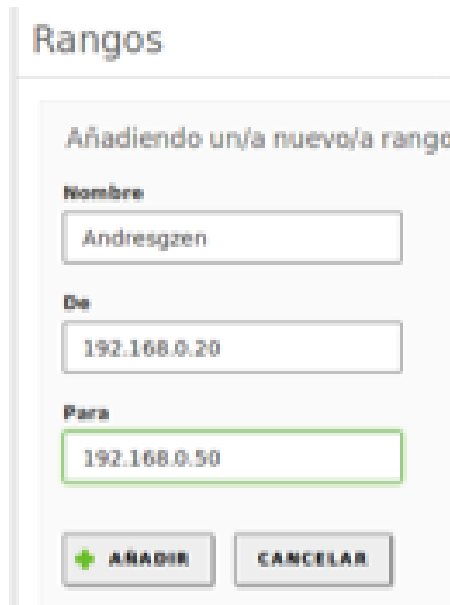 Rangos
Añadiendo un/a nuevo/a rango
Nombre
Andresgzen
De
192.168.0.20
Para
192.168.0.50
AÑADIR
CANCELAR